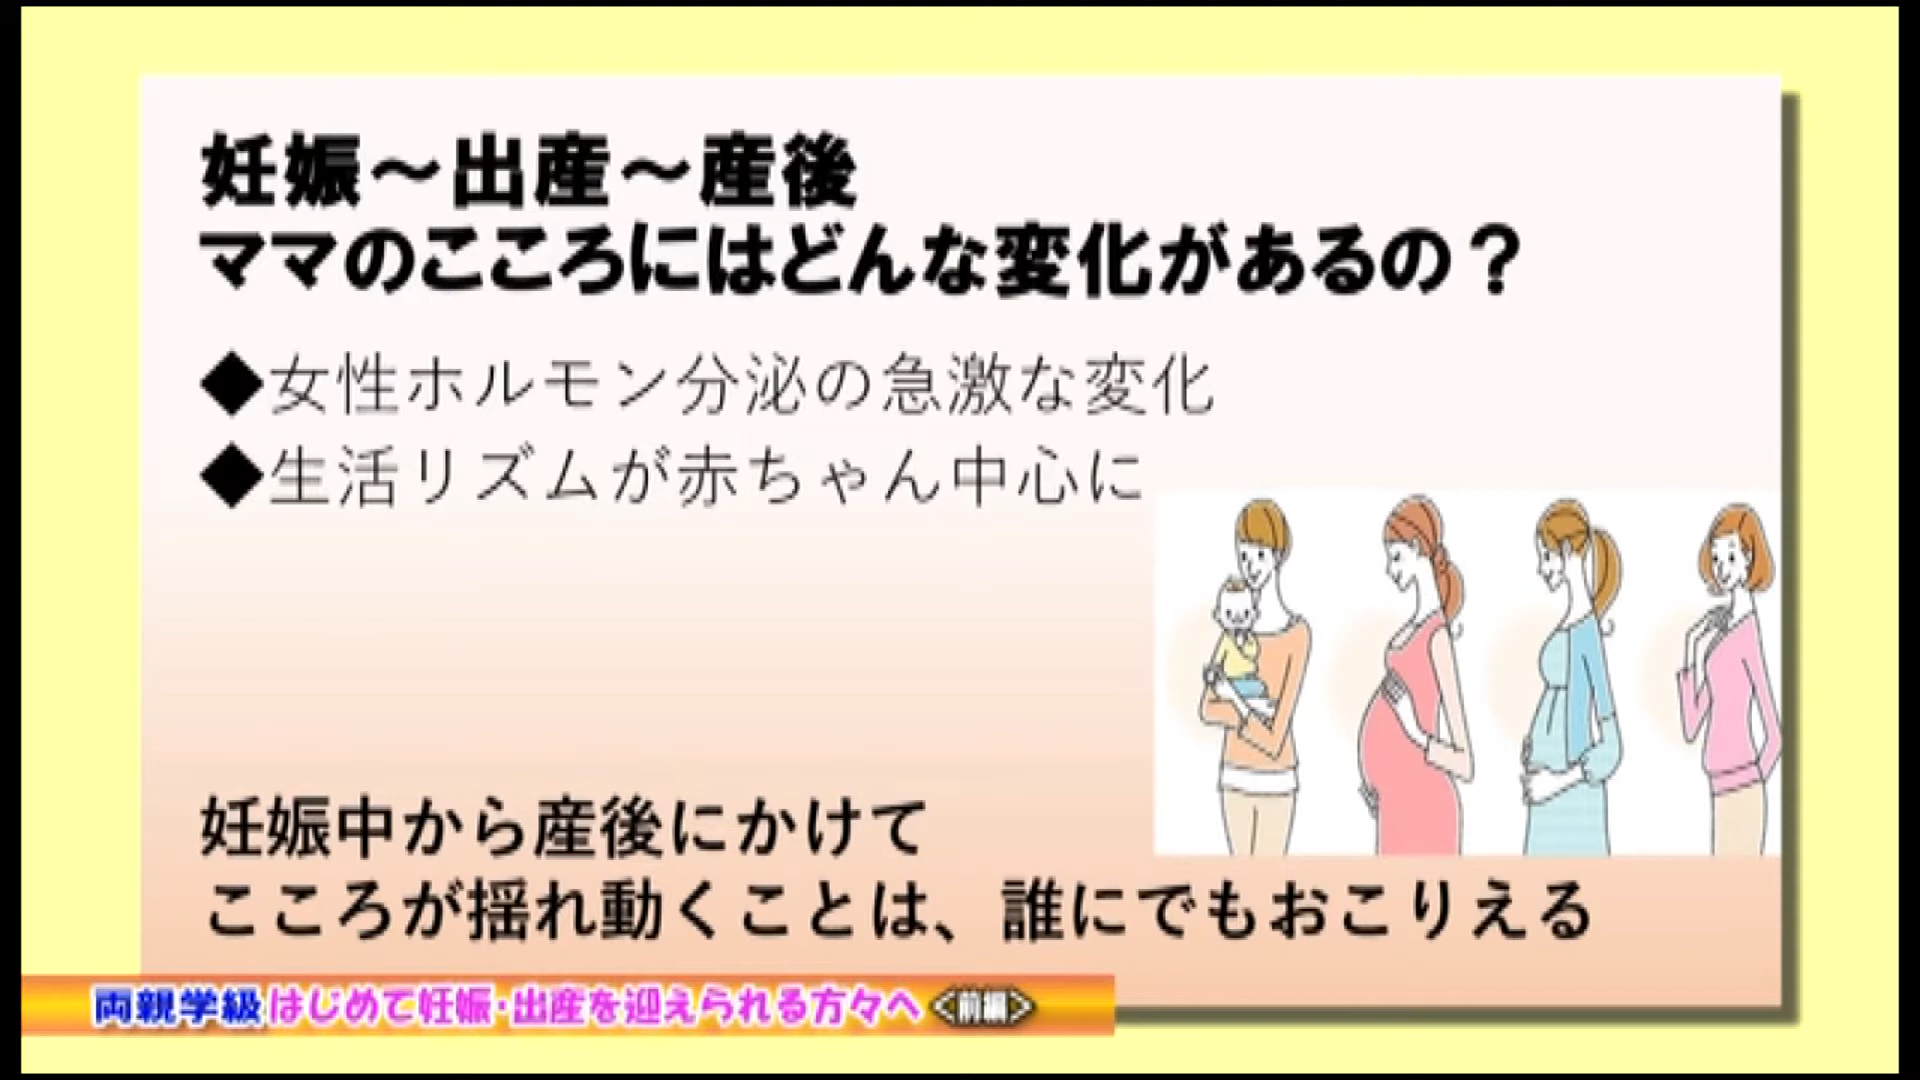 妊娠～出産～産後
ママのこころにはどんな変化があるの？
◆女性ホルモン分泌の急激な変化
◆生活リズムが赤ちゃん中心に
妊娠中から産後にかけて
こころが揺れ動くことは、誰にでもおこりえる
両親学級 はじめて妊娠・出産を迎えられる方々へ <前編>